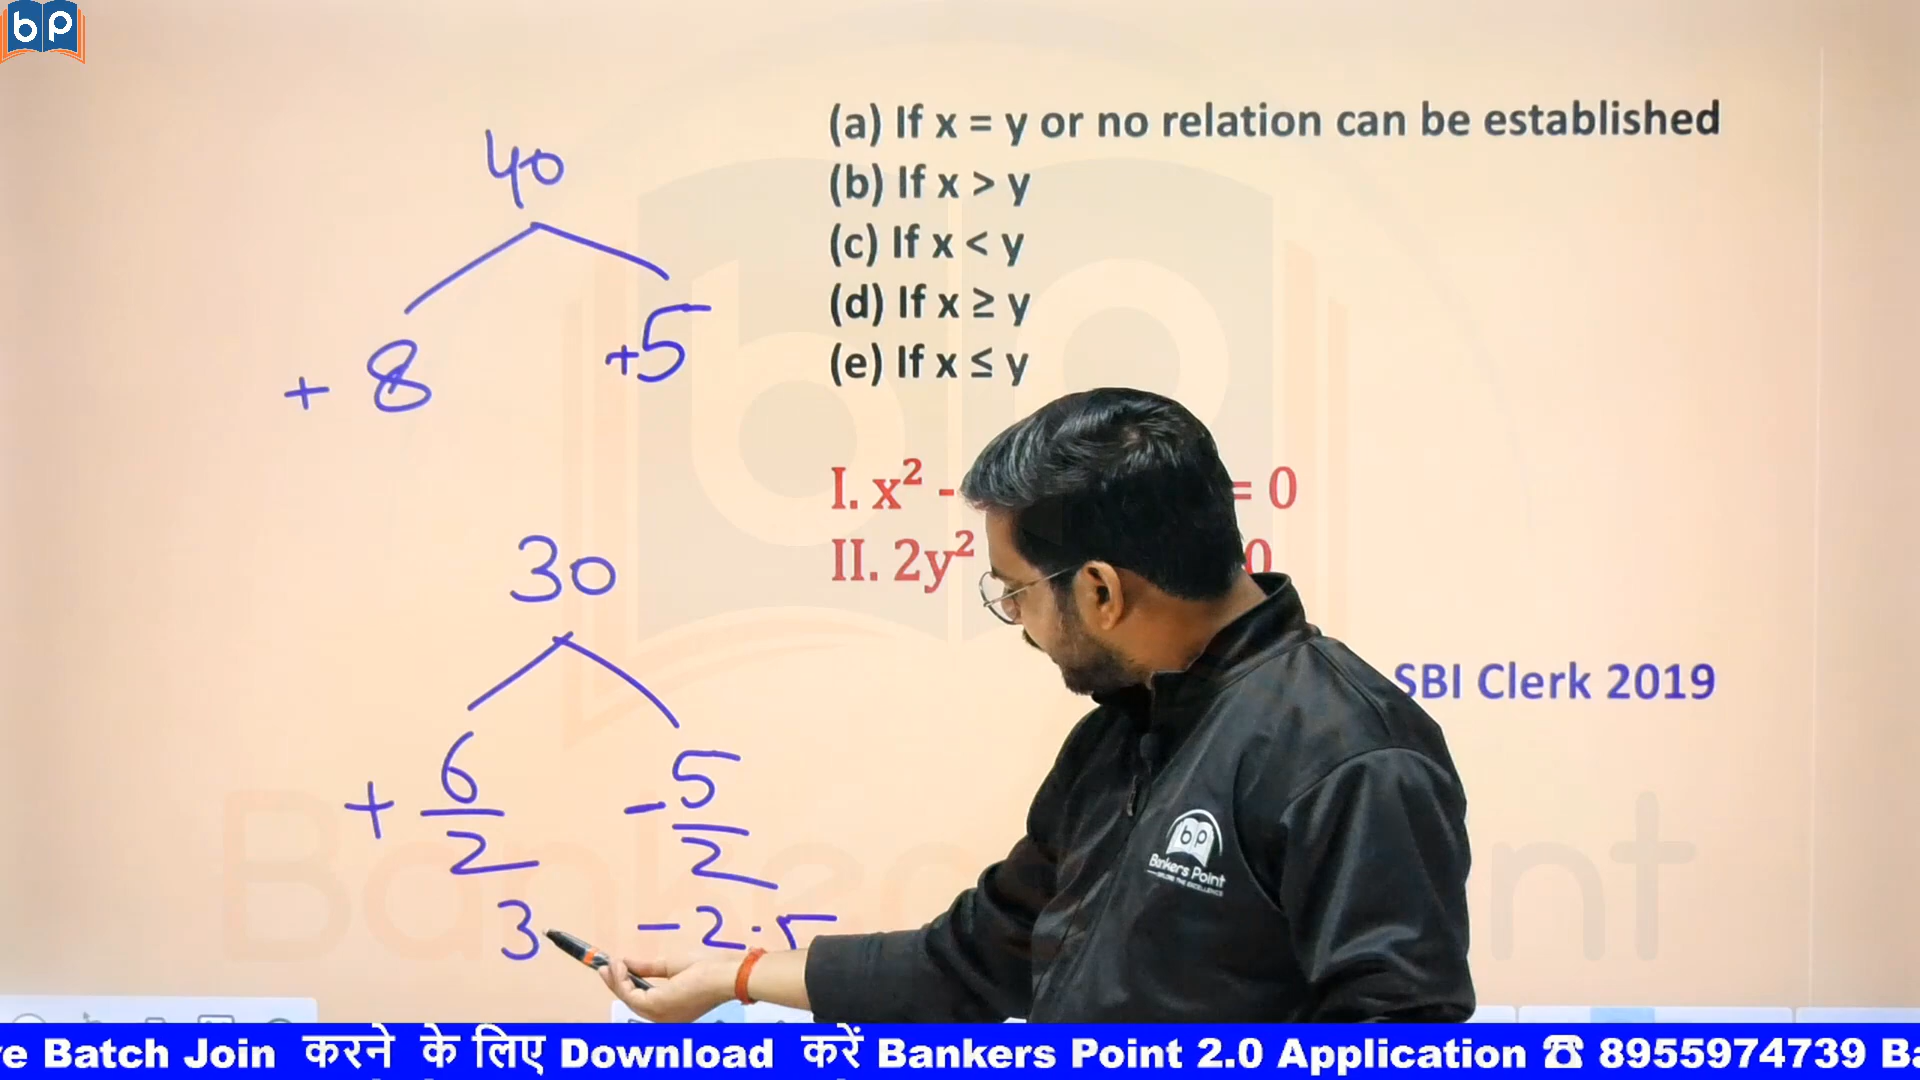 bp
(a) If x = y or no relation can be established
(b) If x > y
(c) If x < y
(d) If x ≥ y
(e) If x ≤ y
40
+ 8 +5
I. x² - = 0
II. 2y² 0
30
+ 6/2 - 5/2
3 - 2.5
SBI Clerk 2019
bp
Bankers Point
Batch Join करने के लिए Download करें Bankers Point 2.0 Application ☎ 8955974739